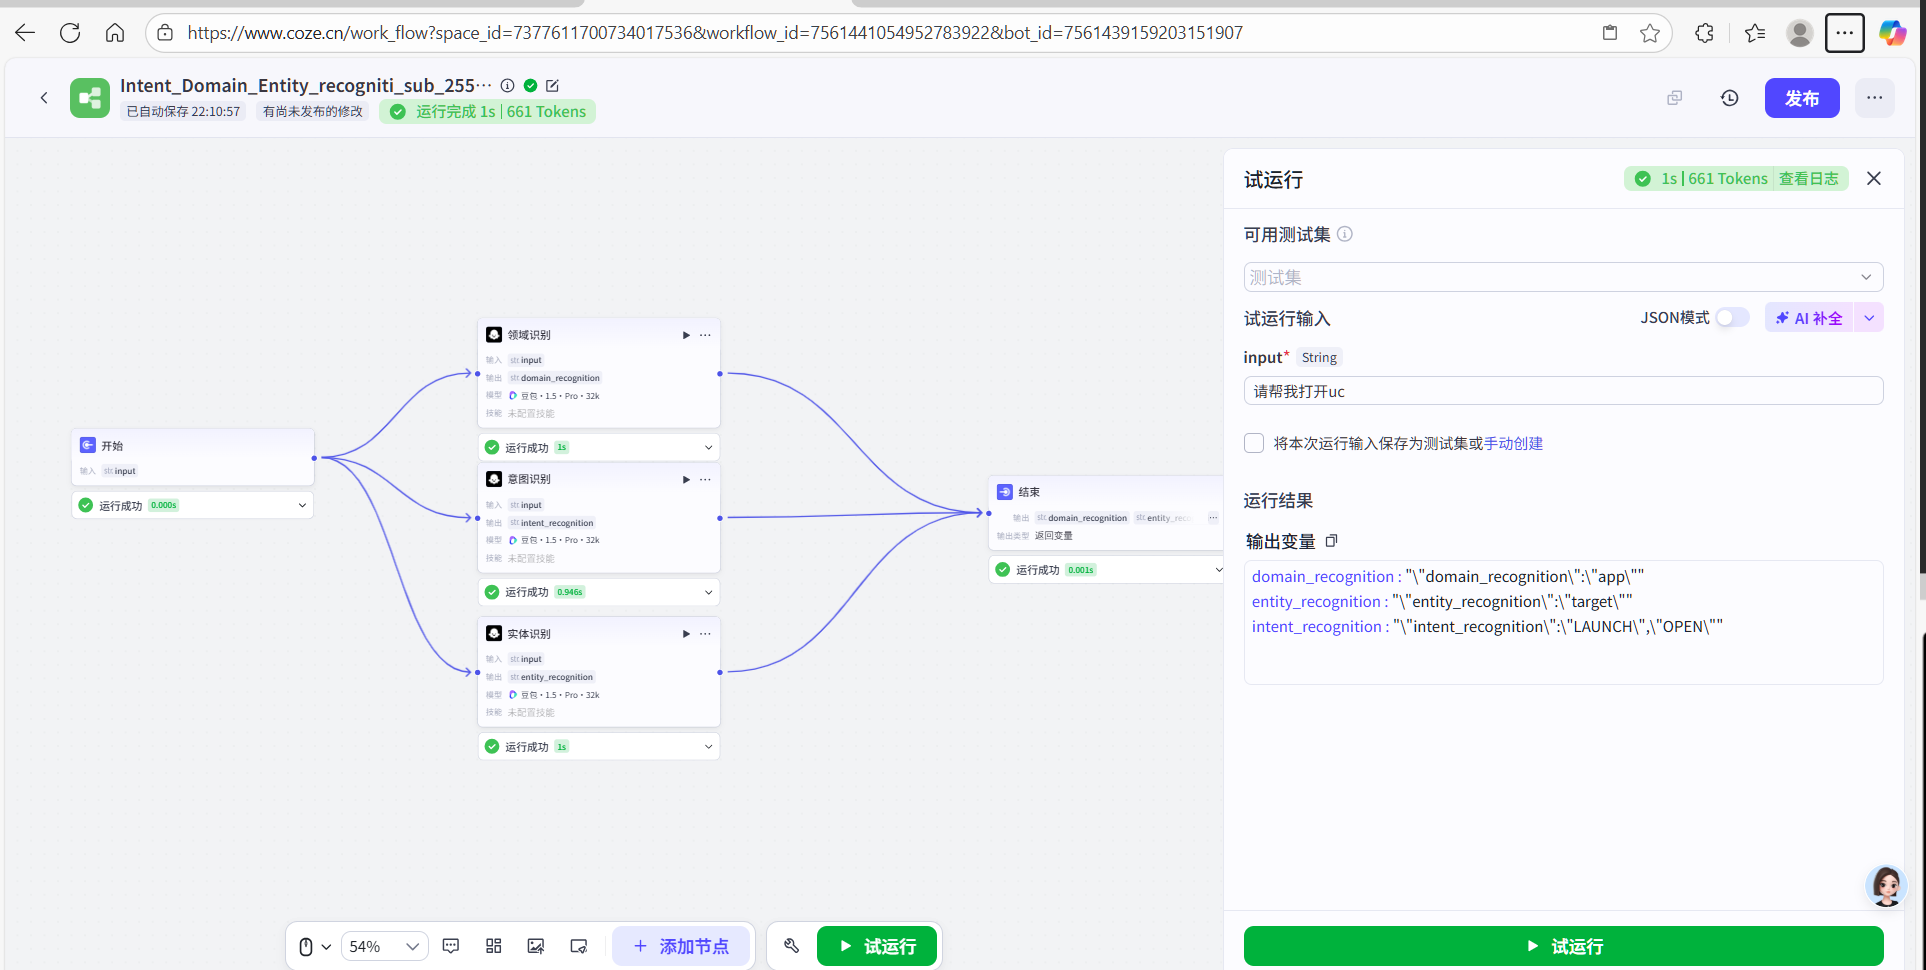 https://www.coze.cn/work_flow?space_id=7377611700734017536&workflow_id=7561441054952783922&bot_id=7561439159203151907
Intent_Domain_Entity_recogniti_sub_255···
已自动保存 22:10:57
有尚未发布的修改
运行完成 1s | 661 Tokens
发布
开始
输入 str. input
运行成功 0.000s
领域识别
输入 str. input
输出 str. domain_recognition
模型 豆包·1.5·Pro·32k
技能 未配置技能
运行成功 1s
意图识别
输入 str. input
输出 str. intent_recognition
模型 豆包·1.5·Pro·32k
技能 未配置技能
运行成功 0.946s
实体识别
输入 str. input
输出 str. entity_recognition
模型 豆包·1.5·Pro·32k
技能 未配置技能
运行成功 1s
结束
输出 str. domain_recognition str. entity_reco
输出类型 返回变量
运行成功 0.001s
54%
添加节点
试运行
试运行
1s | 661 Tokens 查看日志
可用测试集
测试集
试运行输入
JSON模式
AI 补全
input* String
请帮我打开uc
将本次运行输入保存为测试集或手动创建
运行结果
输出变量
domain_recognition : "\"domain_recognition\":\"app\""
entity_recognition : "\"entity_recognition\":\"target\""
intent_recognition : "\"intent_recognition\":\"LAUNCH\",\"OPEN\""
试运行